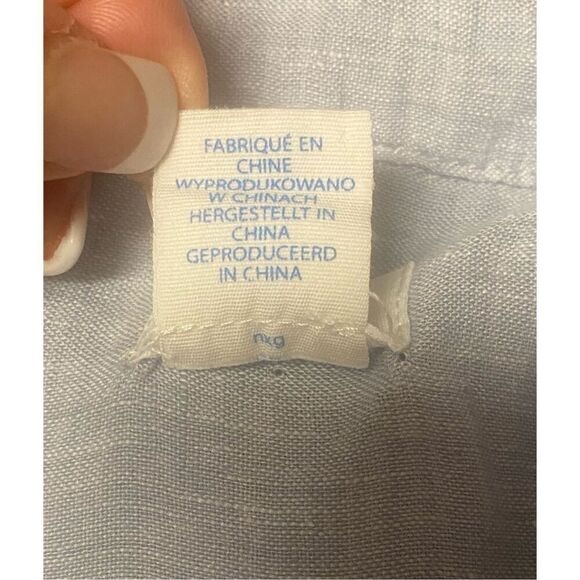 FABRIQUÉ EN
CHINE
WYPRODUKOWANO
W CHINACH
HERGESTELLT IN
CHINA
GEPRODUCEERD
IN CHINA
nxg